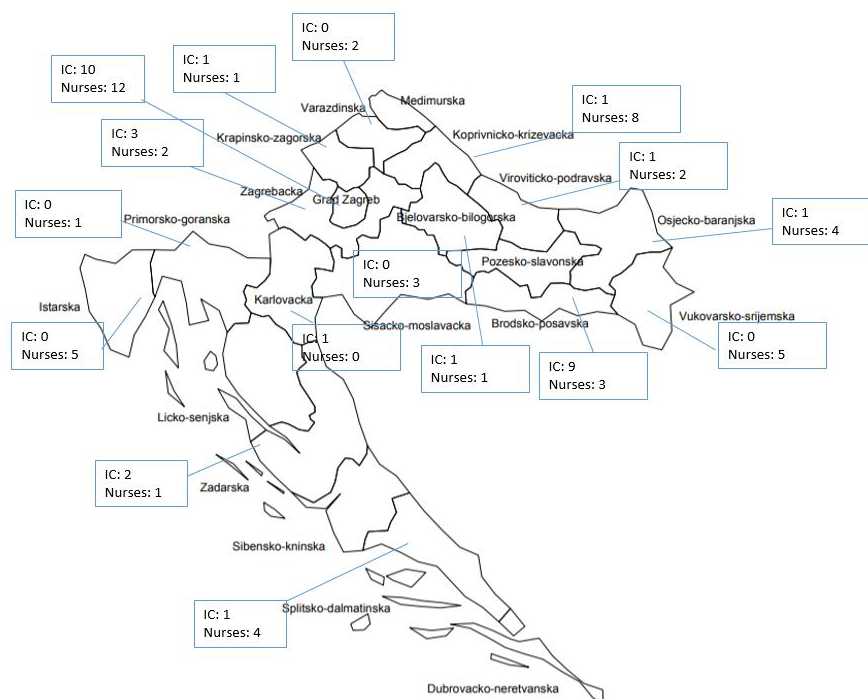 IC: 0
Nurses: 2
IC: 1
Nurses: 1
IC: 10
Nurses: 12
Medimurska
Varazdinska
IC: 1
Nurses: 8
IC: 3
Nurses: 2
Krapinsko-zagorska
Koprivnicko-krizevacka
IC: 1
Nurses: 2
Viroviticko-podravska
Zagrebacka
Grad Zagreb
IC: 0
Nurses: 1
Primorsko-goranska
Bjelovarsko-bilogorska
Osjecko-baranjska
IC: 1
Nurses: 4
IC: 0
Nurses: 3
Pozesko-slavonska
Istarska
Karlovacka
Sisacko-moslavacka
Brodsko-posavska
Vukovarsko-srijemska
IC: 0
Nurses: 5
IC: 1
Nurses: 0
IC: 1
Nurses: 1
IC: 9
Nurses: 3
IC: 0
Nurses: 5
Licko-senjska
IC: 2
Nurses: 1
Zadarska
Sibensko-kninska
IC: 1
Nurses: 4
Splitsko-dalmatinska
Dubrovacko-neretvanska